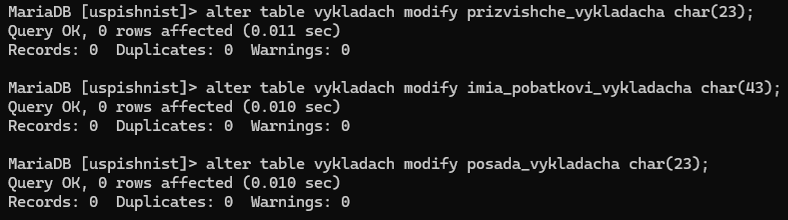 MariaDB [uspishnist]> alter table vykladach modify prizvishche_vykladacha char(23);
Query OK, 0 rows affected (0.011 sec)
Records: 0  Duplicates: 0  Warnings: 0

MariaDB [uspishnist]> alter table vykladach modify imia_pobatkovi_vykladacha char(43);
Query OK, 0 rows affected (0.010 sec)
Records: 0  Duplicates: 0  Warnings: 0

MariaDB [uspishnist]> alter table vykladach modify posada_vykladacha char(23);
Query OK, 0 rows affected (0.010 sec)
Records: 0  Duplicates: 0  Warnings: 0